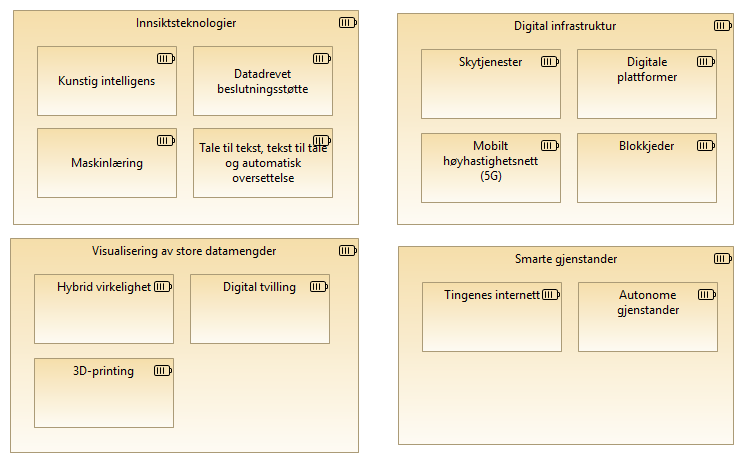 Innsiktsteknologier
Kunstig intelligens
Datadrevet
beslutningsstøtte
Maskinlæring
Tale til tekst, tekst til tale
og automatisk
oversettelse
Digital infrastruktur
Skytjenester
Digitale
plattformer
Mobilt
høyhastighetsnett
(5G)
Blokkjeder
Visualisering av store datamengder
Hybrid virkelighet
Digital tvilling
3D-printing
Smarte gjenstander
Tingenes internett
Autonome
gjenstander